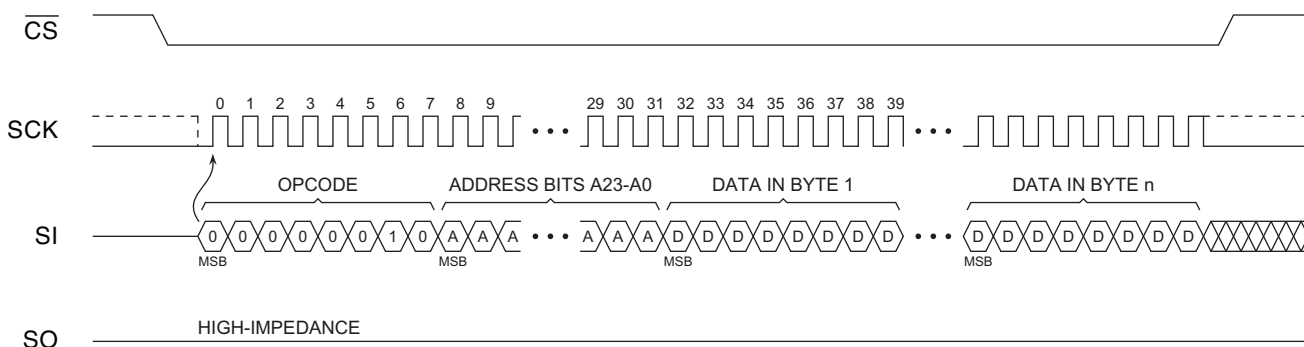 CS
0 1 2 3 4 5 6 7 8 9 29 30 31 32 33 34 35 36 37 38 39
SCK
OPCODE ADDRESS BITS A23-A0 DATA IN BYTE 1 DATA IN BYTE n
SI 0 0 0 0 0 0 1 0 A A A A A A D D D D D D D D D D D D D D D D
MSB MSB MSB MSB
HIGH-IMPEDANCE
SO